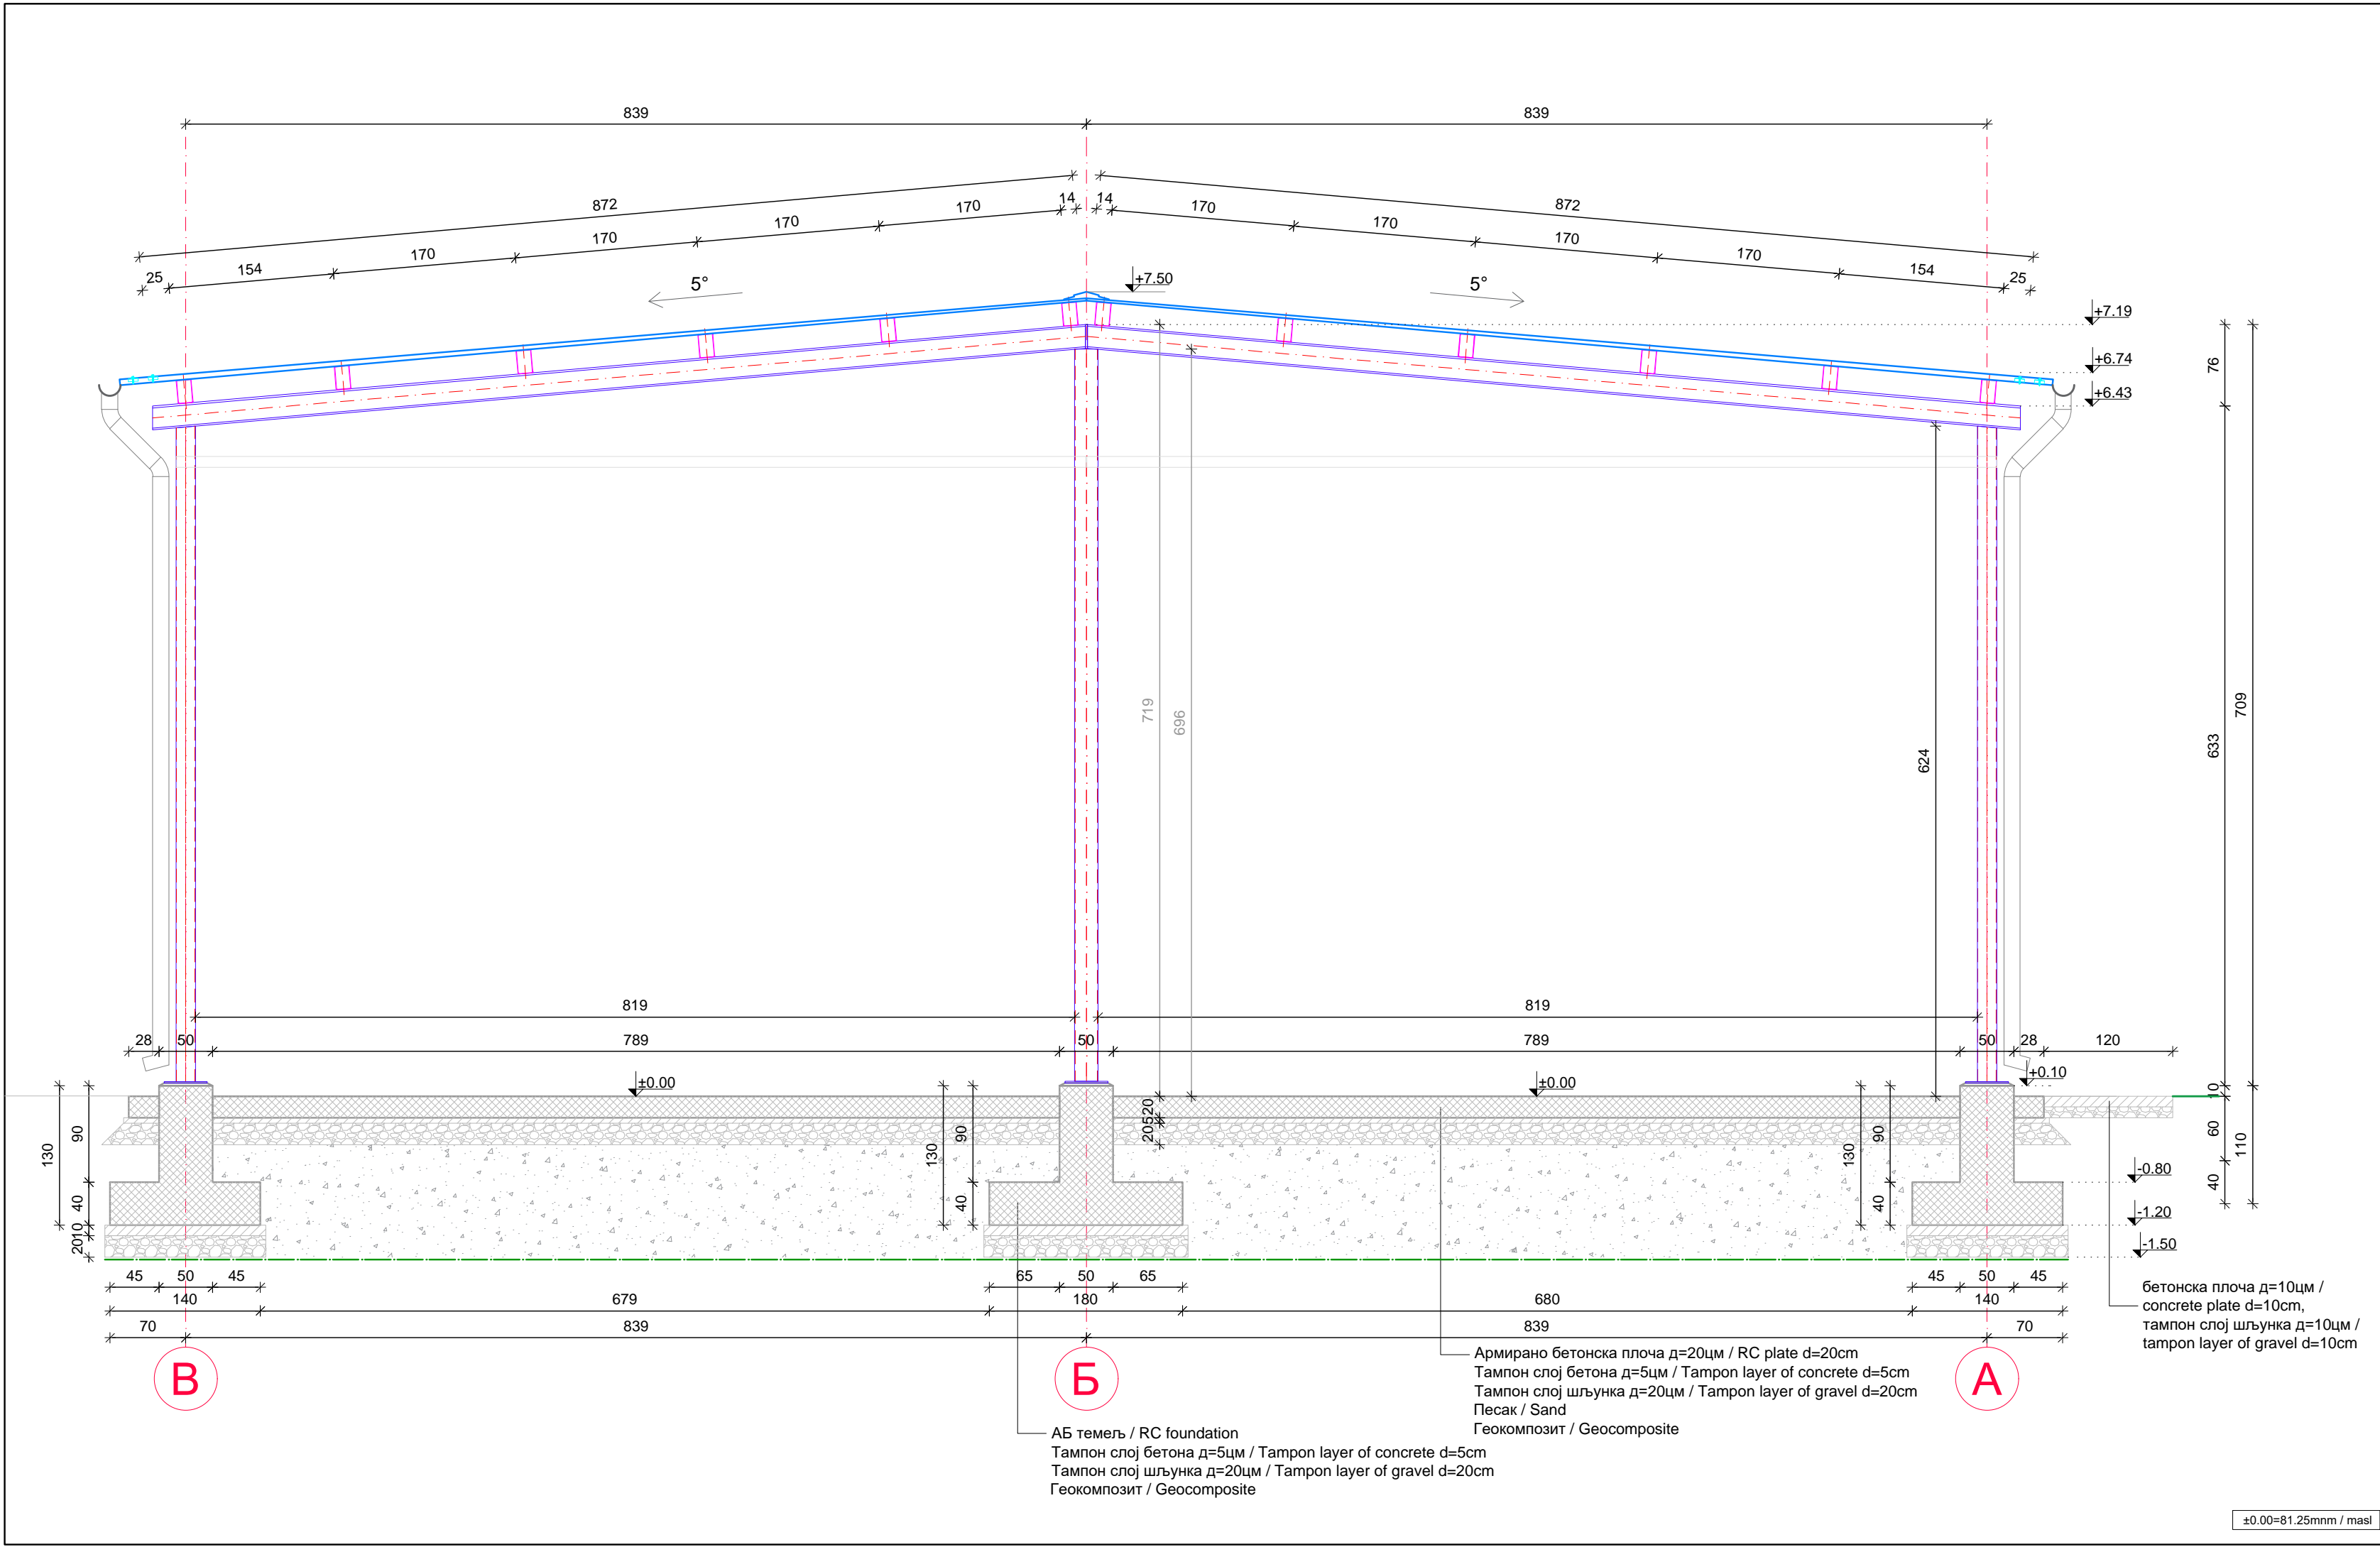 839 839
872 872
14 14
170 170 170 170 154 25
25 154 170 170 170 170
5° 5°
+7.50
+7.19
+6.74
+6.43
76
709
633
719
696
624
819 819
28 50 789 50 789 50 28 120
±0.00 ±0.00 +0.10
10
130 90 130 90 130 90
20 5 20
60
110
-0.80
40 40 40 40
-1.20
10
20
-1.50
45 50 45 65 50 65 45 50 45
140 679 180 680 140
70 839 839 70
В Б А
бетонска плоча д=10цм /
concrete plate d=10cm,
тампон слој шљунка д=10цм /
tampon layer of gravel d=10cm
Армирано бетонска плоча д=20цм / RC plate d=20cm
Тампон слој бетона д=5цм / Tampon layer of concrete d=5cm
Тампон слој шљунка д=20цм / Tampon layer of gravel d=20cm
Песак / Sand
Геокомпозит / Geocomposite
АБ темељ / RC foundation
Тампон слој бетона д=5цм / Tampon layer of concrete d=5cm
Тампон слој шљунка д=20цм / Tampon layer of gravel d=20cm
Геокомпозит / Geocomposite
±0.00=81.25mnm / masl